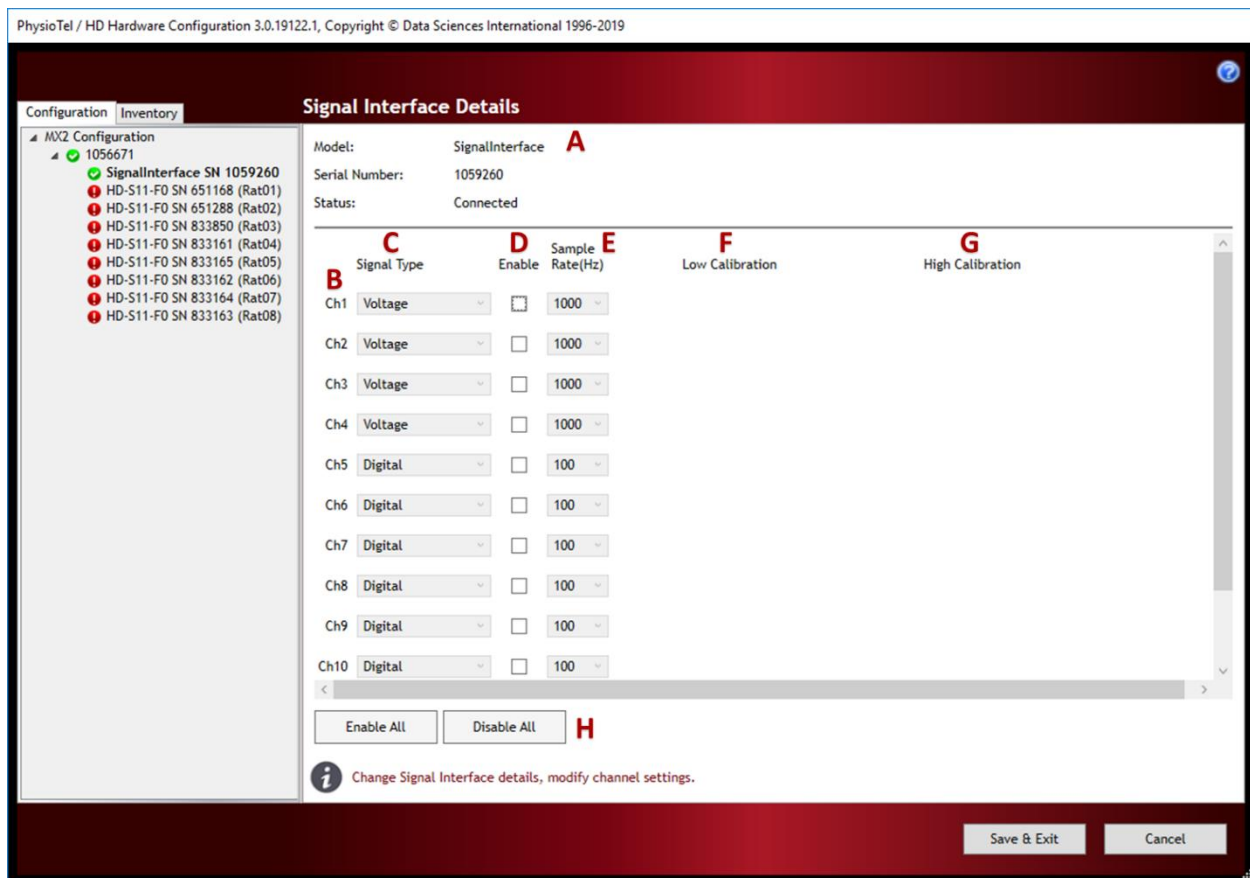 PhysioTel / HD Hardware Configuration 3.0.19122.1, Copyright © Data Sciences International 1996-2019
Configuration Inventory
MX2 Configuration
1056671
SignalInterface SN 1059260
HD-S11-F0 SN 651168 (Rat01)
HD-S11-F0 SN 651288 (Rat02)
HD-S11-F0 SN 833850 (Rat03)
HD-S11-F0 SN 833161 (Rat04)
HD-S11-F0 SN 833165 (Rat05)
HD-S11-F0 SN 833162 (Rat06)
HD-S11-F0 SN 833164 (Rat07)
HD-S11-F0 SN 833163 (Rat08)
Signal Interface Details
Model: SignalInterface A
Serial Number: 1059260
Status: Connected
C D E F G
Signal Type Enable Sample Rate(Hz) Low Calibration High Calibration
B
Ch1 Voltage 1000
Ch2 Voltage 1000
Ch3 Voltage 1000
Ch4 Voltage 1000
Ch5 Digital 100
Ch6 Digital 100
Ch7 Digital 100
Ch8 Digital 100
Ch9 Digital 100
Ch10 Digital 100
Enable All Disable All H
Change Signal Interface details, modify channel settings.
Save & Exit Cancel